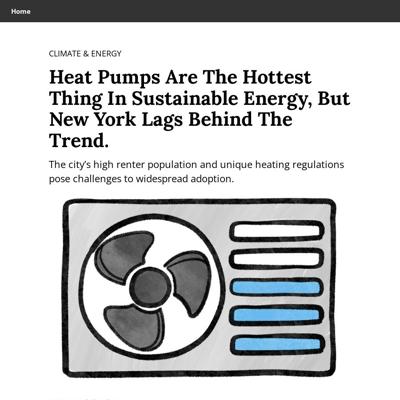 Home
CLIMATE & ENERGY
Heat Pumps Are The Hottest
Thing In Sustainable Energy, But
New York Lags Behind The
Trend.
The city’s high renter population and unique heating regulations
pose challenges to widespread adoption.